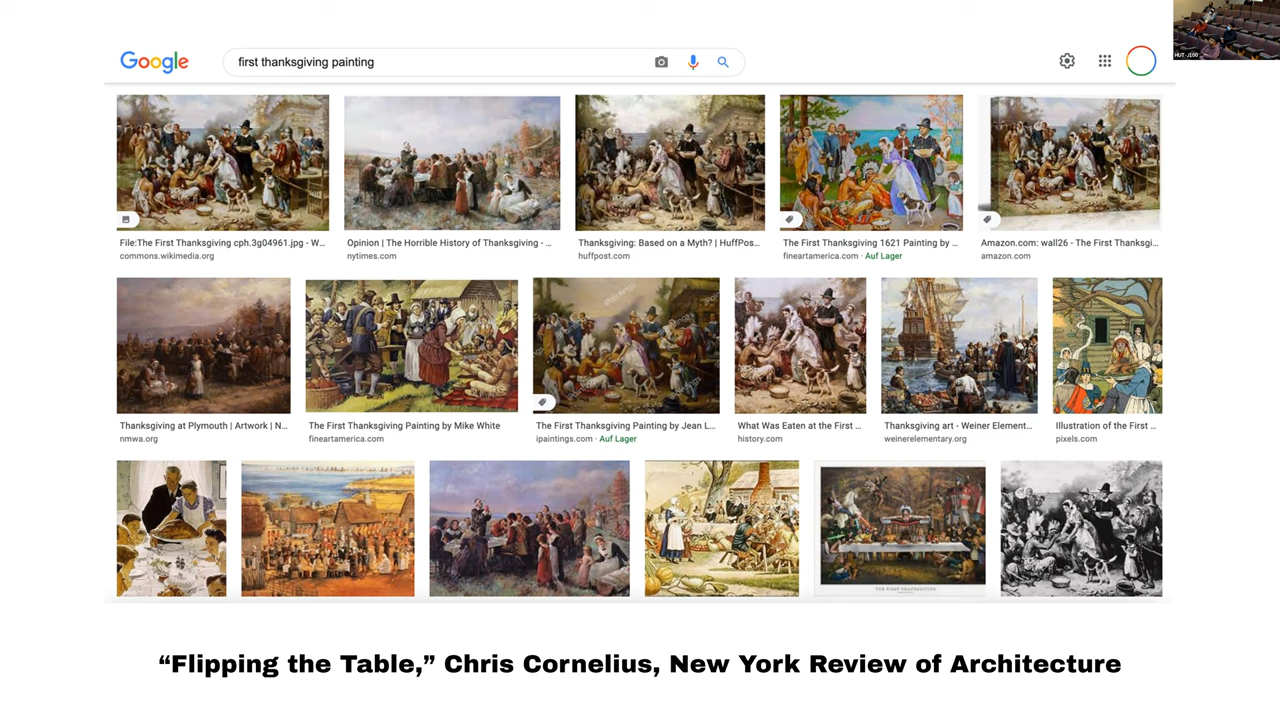 HUT-J100
Google
first thanksgiving painting
File:The First Thanksgiving cph.3g04961.jpg - W...
commons.wikimedia.org
Opinion | The Horrible History of Thanksgiving - ...
nytimes.com
Thanksgiving: Based on a Myth? | HuffPos...
huffpost.com
The First Thanksgiving 1621 Painting by ...
fineartamerica.com · Auf Lager
Amazon.com: wall26 - The First Thanksgi...
amazon.com
Thanksgiving at Plymouth | Artwork | N...
nmwa.org
The First Thanksgiving Painting by Mike White
fineartamerica.com
The First Thanksgiving Painting by Jean L...
ipaintings.com · Auf Lager
What Was Eaten at the First ...
history.com
Thanksgiving art - Weiner Element...
weinerelementary.org
Illustration of the First ...
pixels.com
THE FIRST THANKSGIVING
“Flipping the Table,” Chris Cornelius, New York Review of Architecture